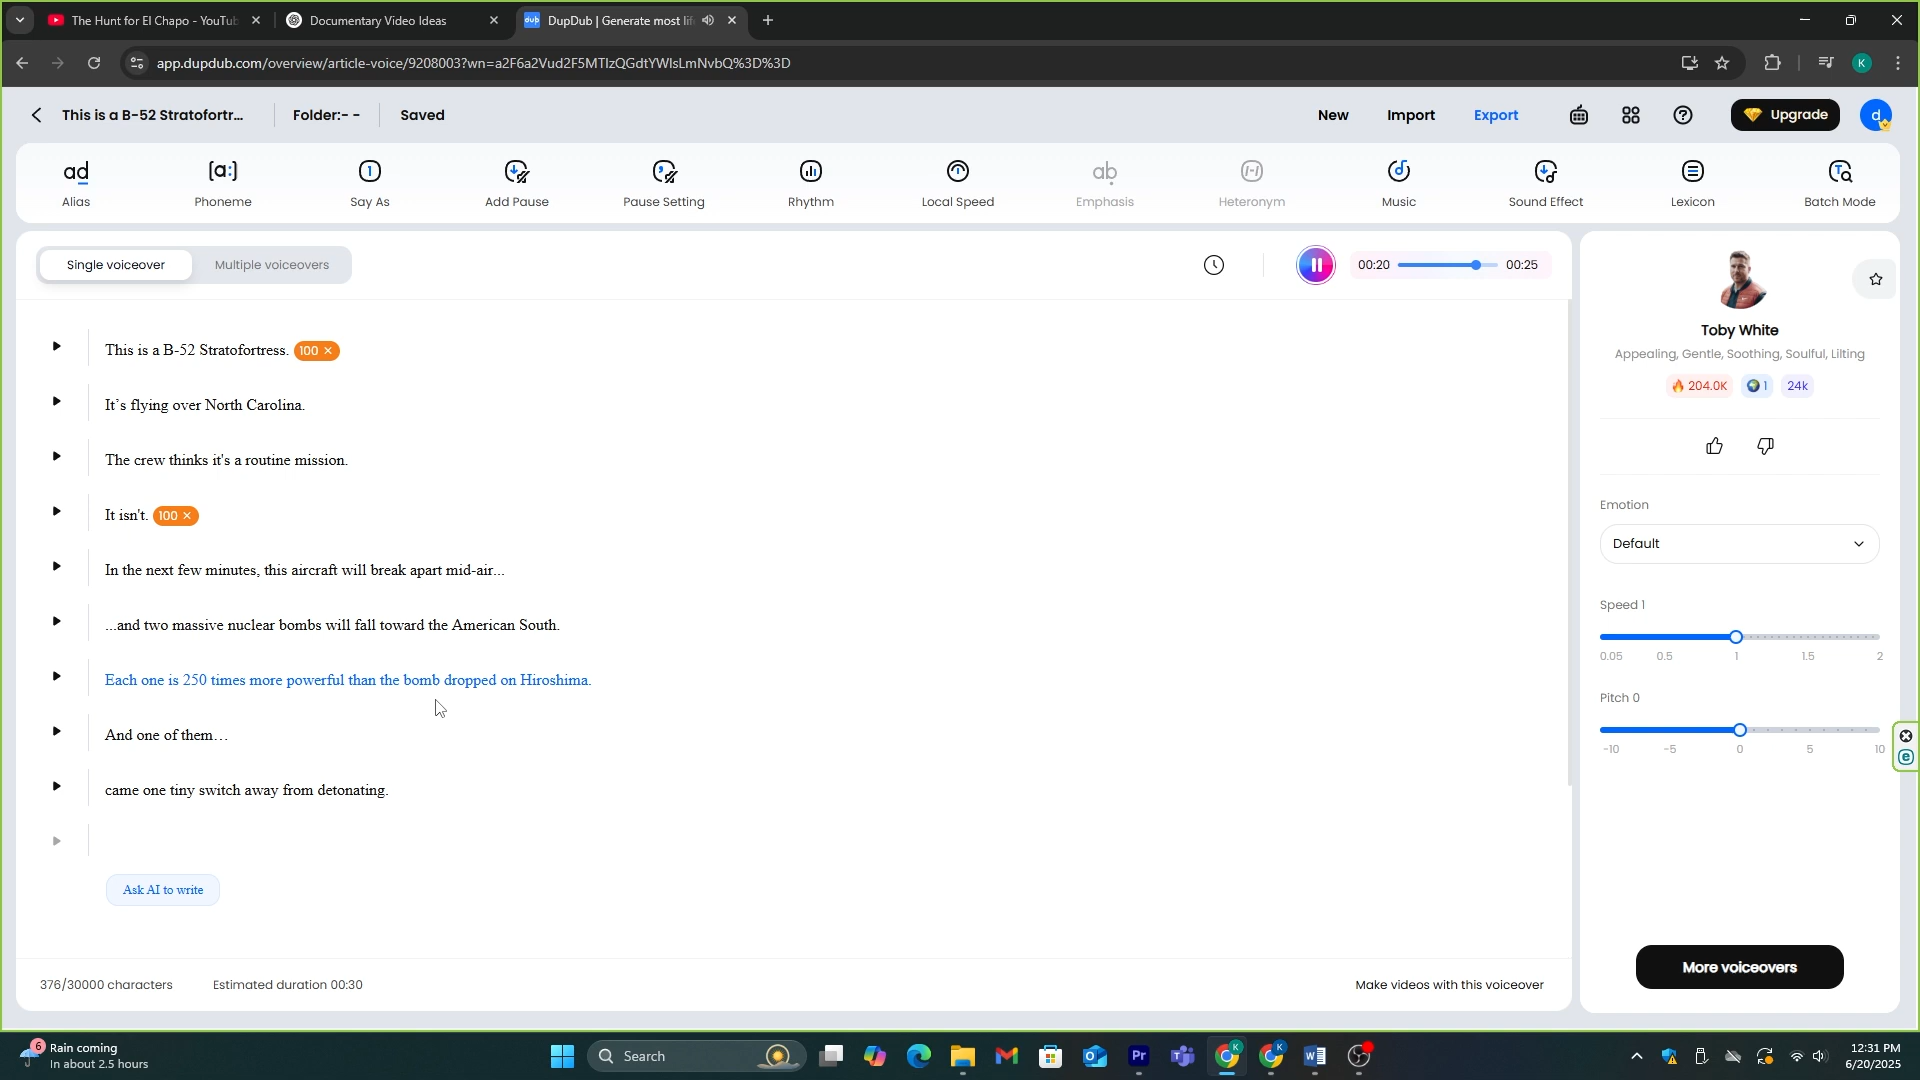 The Hunt for El Chapo - YouTub
Documentary Video Ideas
dub
DupDub | Generate most lif
app.dupdub.com/overview/article-voice/9208003?wn=a2F6a2Vud2F5MTIzQGdtYWlsLmNvbQ%3D%3D
K
This is a B-52 Stratofortr...
Folder:- -
Saved
New
Import
Export
Upgrade
d
Alias
Phoneme
Say As
Add Pause
Pause Setting
Rhythm
Local Speed
Emphasis
Heteronym
Music
Sound Effect
Lexicon
Batch Mode
Single voiceover
Multiple voiceovers
00:20
00:25
This is a B-52 Stratofortress. 100 ×
It’s flying over North Carolina.
The crew thinks it's a routine mission.
It isn't. 100 ×
In the next few minutes, this aircraft will break apart mid-air...
...and two massive nuclear bombs will fall toward the American South.
Each one is 250 times more powerful than the bomb dropped on Hiroshima.
And one of them…
came one tiny switch away from detonating.
Ask AI to write
376/30000 characters
Estimated duration 00:30
Make videos with this voiceover
Toby White
Appealing, Gentle, Soothing, Soulful, Lilting
204.0K
1
24k
Emotion
Default
Speed 1
0.05 0.5 1 1.5 2
Pitch 0
-10 -5 0 5 10
More voiceovers
6
Rain coming
In about 2.5 hours
Search
Pr
12:31 PM
6/20/2025